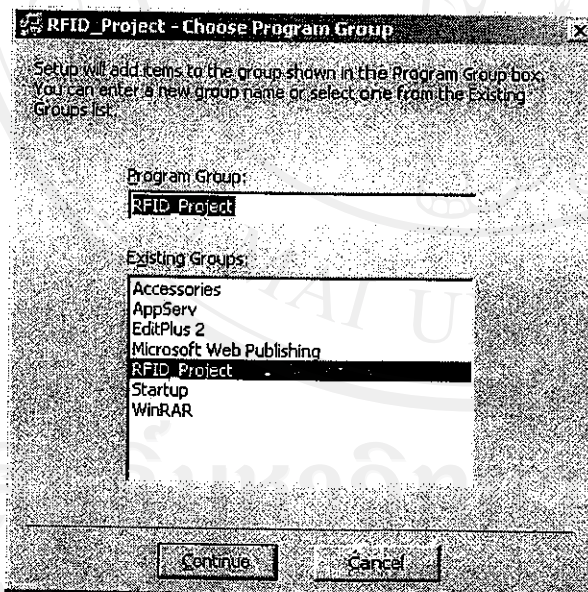 RFID_Project - Choose Program Group
Setup will add items to the group shown in the Program Group box.
You can enter a new group name or select one from the Existing
Groups list.
Program Group:
RFID_Project
Existing Groups:
Accessories
AppServ
EditPlus 2
Microsoft Web Publishing
RFID_Project
Startup
WinRAR
Continue
Cancel